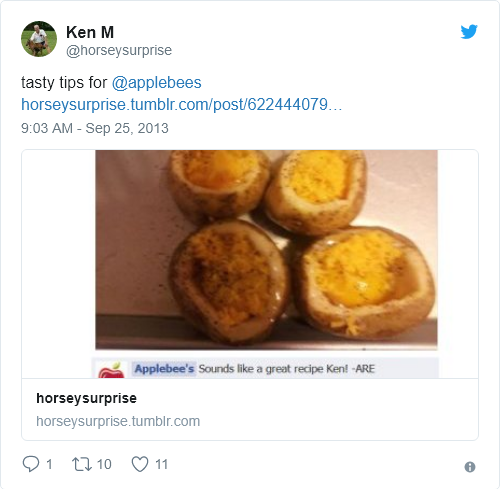 Ken M
@horseysurprise
tasty tips for @applebees
horseysurprise.tumblr.com/post/622444079…
9:03 AM - Sep 25, 2013
Applebee's Sounds like a great recipe Ken! -ARE
horseysurprise
horseysurprise.tumblr.com
1 10 11